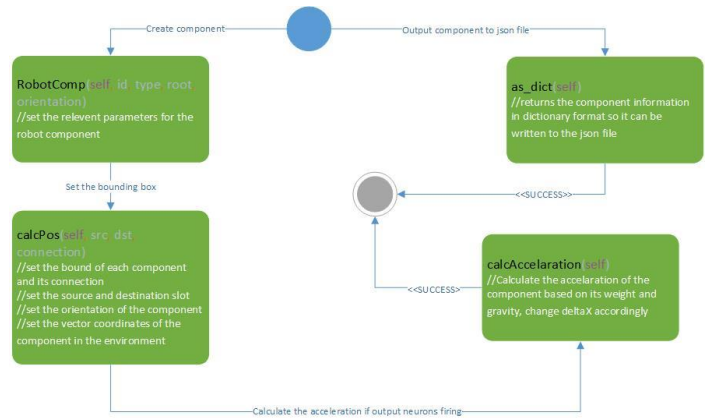 Create component
Output component to json file
RobotComp(self id type root
orientation)
//set the relevent parameters for the
robot component
as_dict(self)
//returns the component information
in dictionary format so it can be
written to the json file
Set the bounding box
<<SUCCESS>>
calcPos(self src dst
connection)
//set the bound of each component
and its connection
//set the source and destination slot
//set the orientation of the component
//set the vector coordinates of the
component in the environment
calcAccelaration(self)
//Calculate the accelaration of the
component based on its weight and
gravity, change deltaX accordingly
<<SUCCESS>>
Calculate the acceleration if output neurons firing